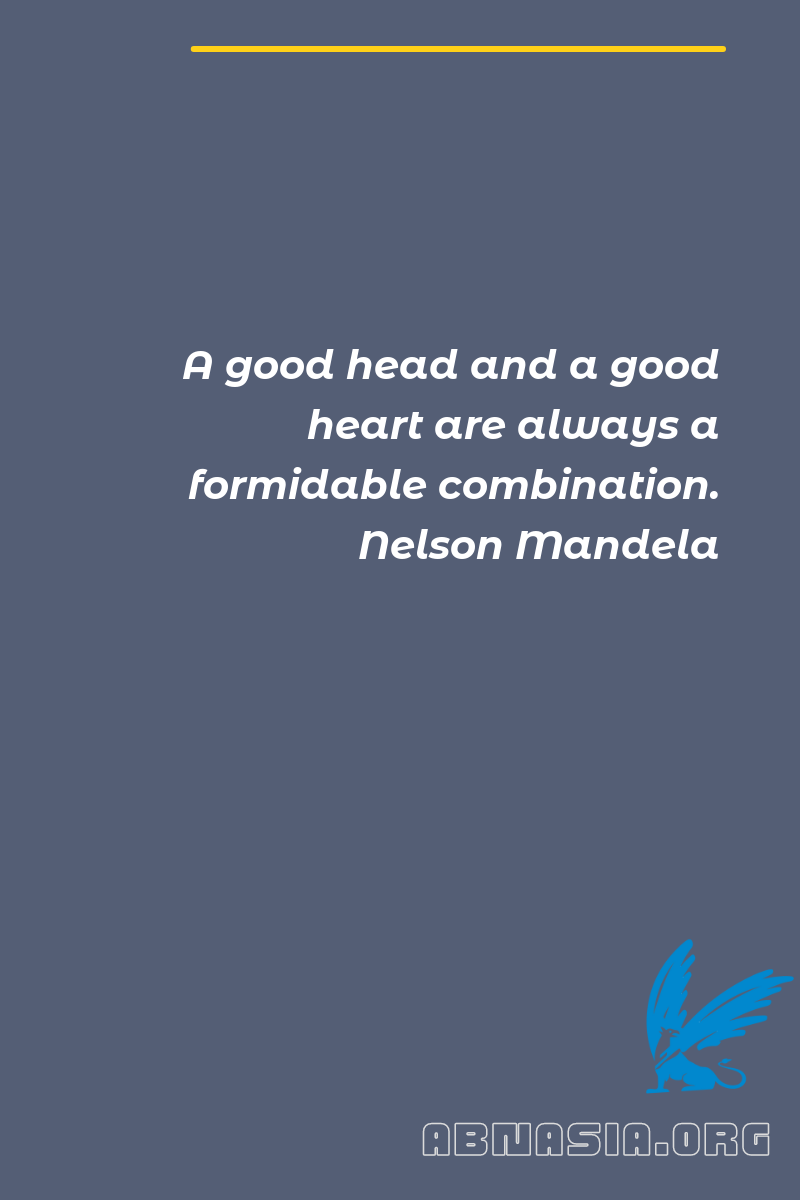 A good head and a good
heart are always a
formidable combination.
Nelson Mandela
ABNASIA.ORG